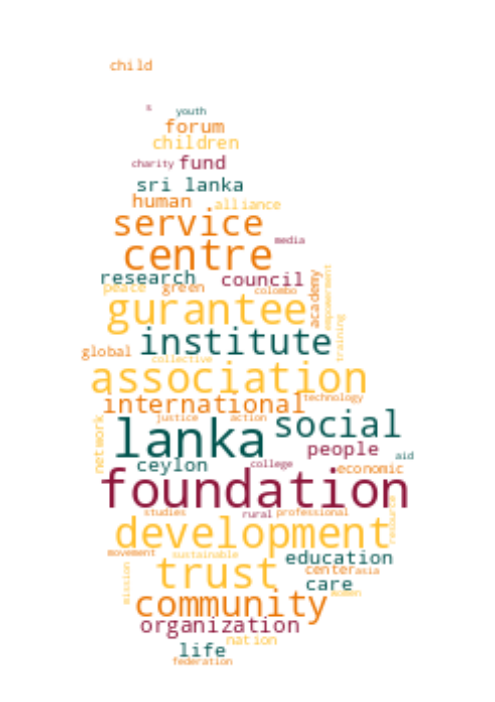 child
s
youth
forum
children
charity fund
sri lanka
human alliance
service
media
centre
research council
peace green colombo
academy
empowerment
gurantee
training
institute
global collective
association
international technology
justice action
lanka social
network
people
ceylon college aid
economic
foundation
studies rural professional
resource
development
movement sustainable education
trust center asia
mission
care women
community
organization
nation
life
federation